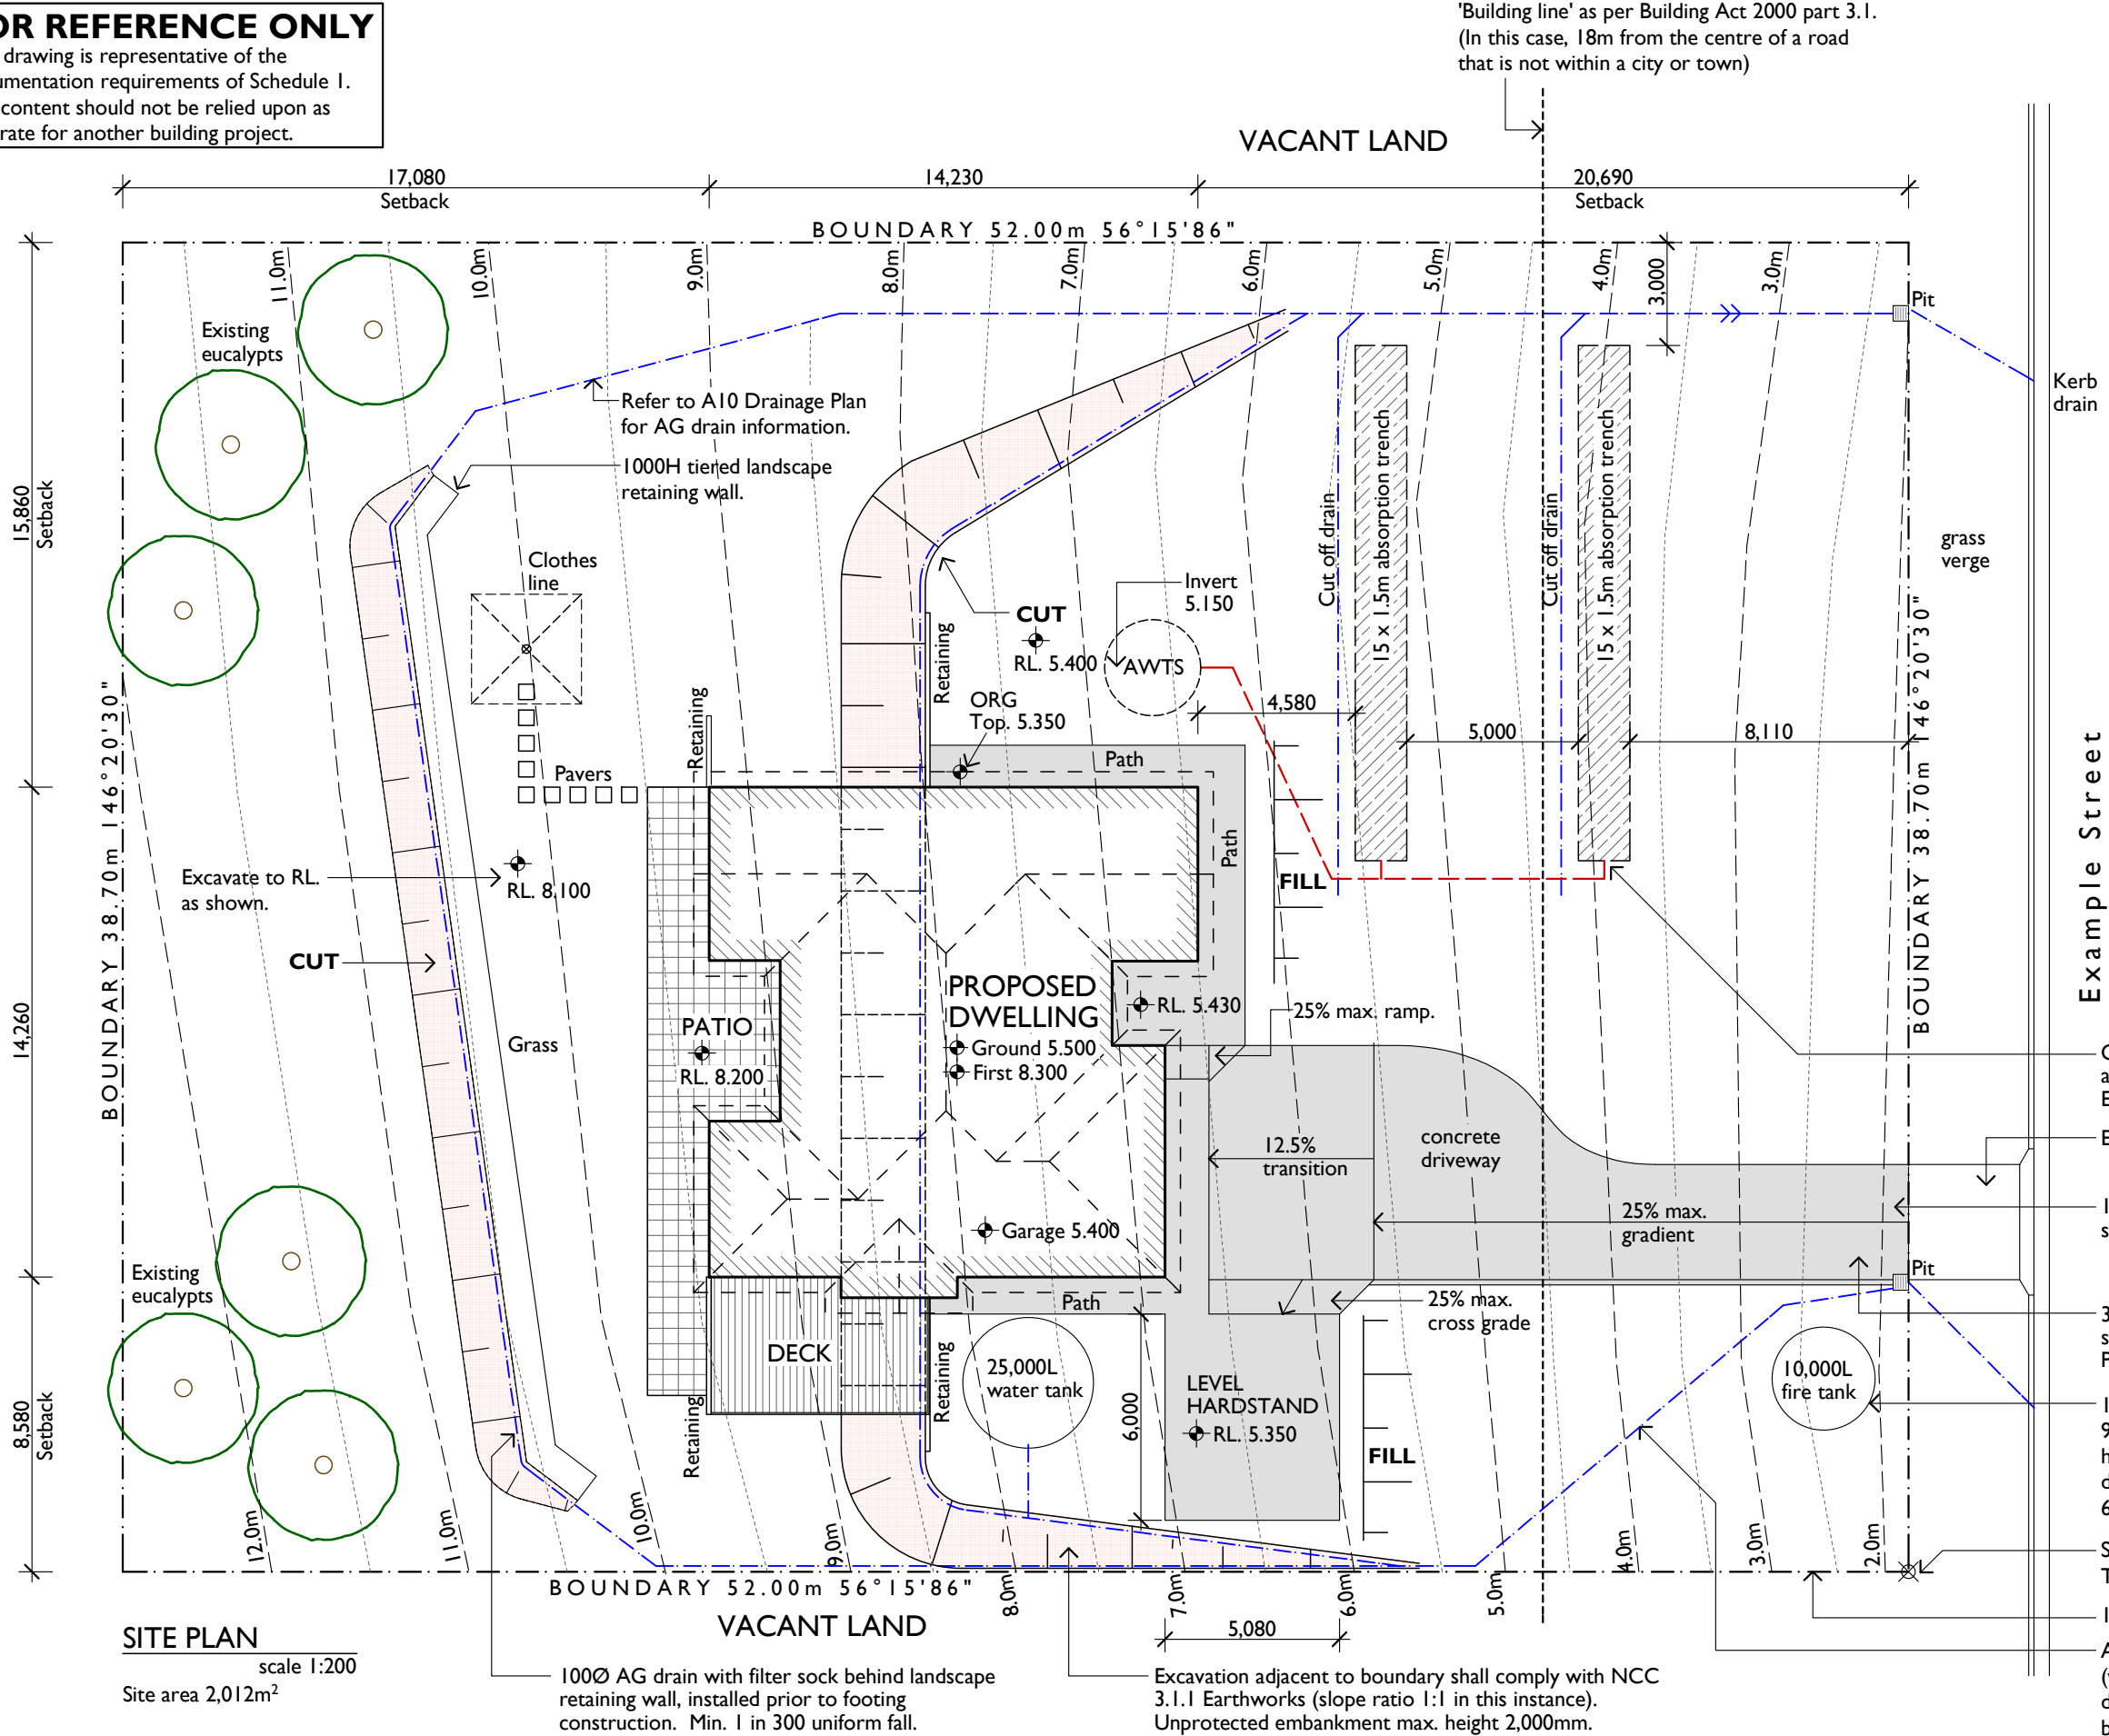 OR REFERENCE ONLY
drawing is representative of the
umentation requirements of Schedule 1.
content should not be relied upon as
rate for another building project.
'Building line' as per Building Act 2000 part 3.1.
(In this case, 18m from the centre of a road
that is not within a city or town)
VACANT LAND
17,080
Setback
14,230
20,690
Setback
BOUNDARY 52.00m 56°15'86"
11.0m
10.0m
9.0m
8.0m
7.0m
6.0m
5.0m
4.0m
3.0m
3,000
Pit
Existing
eucalypts
Kerb
drain
Refer to A10 Drainage Plan
for AG drain information.
1000H tiered landscape
retaining wall.
15,860
Setback
Cut off drain
15 x 1.5m absorption trench
Cut off drain
15 x 1.5m absorption trench
grass
verge
Clothes
line
Invert
5.150
CUT
RL. 5.400
AWTS
Retaining
Retaining
ORG
Top. 5.350
4,580
5,000
8,110
BOUNDARY 38.70m 146°20'30"
BOUNDARY 38.70m 146°20'30"
Example Street
Path
Pavers
Path
Excavate to RL.
as shown.
RL. 8.100
FILL
CUT
PROPOSED
DWELLING
RL. 5.430
25% max. ramp.
PATIO
RL. 8.200
Ground 5.500
First 8.300
Grass
14,260
12.5%
transition
concrete
driveway
25% max.
gradient
Garage 5.400
Existing
eucalypts
Pit
Path
25% max.
cross grade
DECK
Retaining
Retaining
25,000L
water tank
6,000
LEVEL
HARDSTAND
RL. 5.350
10,000L
fire tank
FILL
8,580
Setback
12.0m
11.0m
10.0m
9.0m
8.0m
7.0m
6.0m
5.0m
4.0m
3.0m
2.0m
BOUNDARY 52.00m 56°15'86"
VACANT LAND
5,080
SITE PLAN
scale 1:200
Site area 2,012m²
100Ø AG drain with filter sock behind landscape
retaining wall, installed prior to footing
construction. Min. 1 in 300 uniform fall.
Excavation adjacent to boundary shall comply with NCC
3.1.1 Earthworks (slope ratio 1:1 in this instance).
Unprotected embankment max. height 2,000mm.